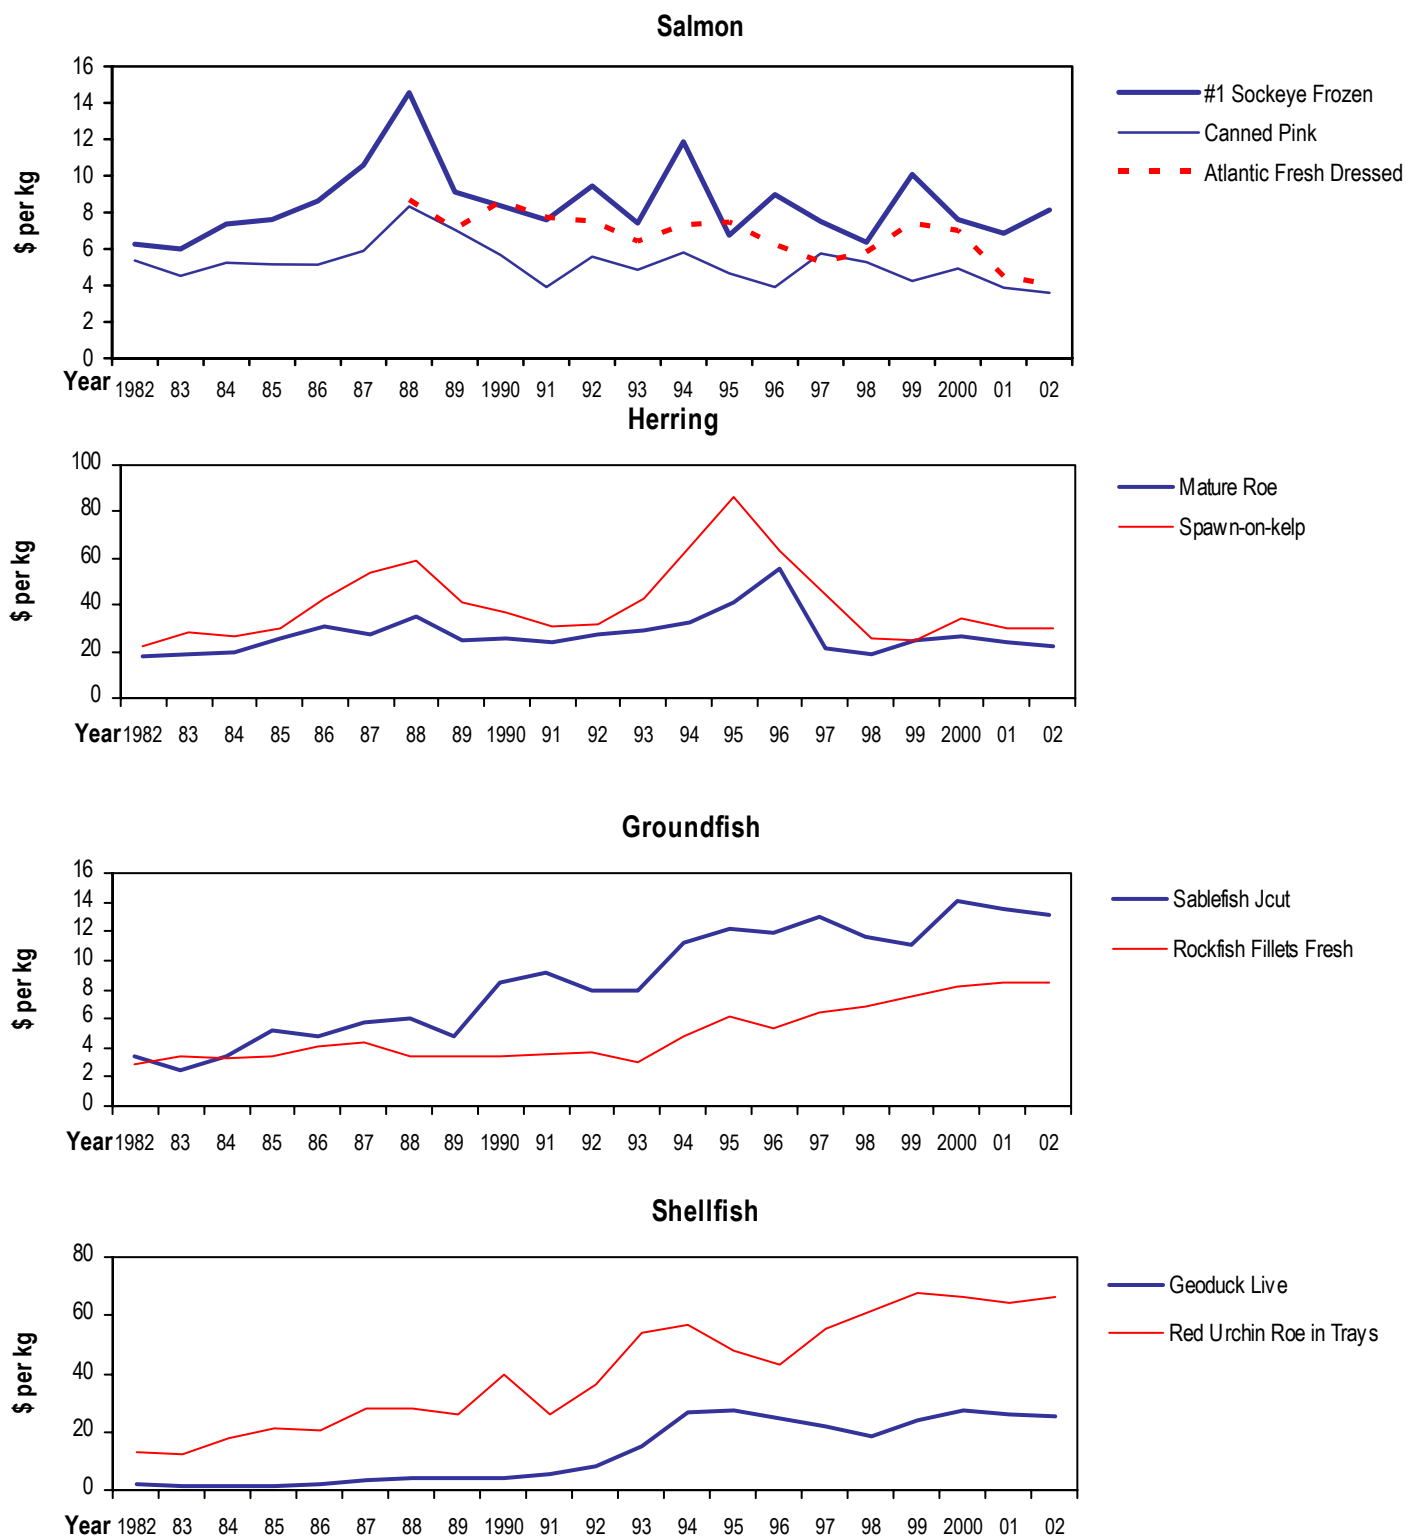 Salmon
16
14
12
10
8
6
4
2
0
$ per kg
Year 1982 83 84 85 86 87 88 89 1990 91 92 93 94 95 96 97 98 99 2000 01 02
#1 Sockeye Frozen
Canned Pink
Atlantic Fresh Dressed
Herring
100
80
60
40
20
0
$ per kg
Year 1982 83 84 85 86 87 88 89 1990 91 92 93 94 95 96 97 98 99 2000 01 02
Mature Roe
Spawn-on-kelp
Groundfish
16
14
12
10
8
6
4
2
0
$ per kg
Year 1982 83 84 85 86 87 88 89 1990 91 92 93 94 95 96 97 98 99 2000 01 02
Sablefish Jcut
Rockfish Fillets Fresh
Shellfish
80
60
40
20
0
$ per kg
Year 1982 83 84 85 86 87 88 89 1990 91 92 93 94 95 96 97 98 99 2000 01 02
Geoduck Live
Red Urchin Roe in Trays